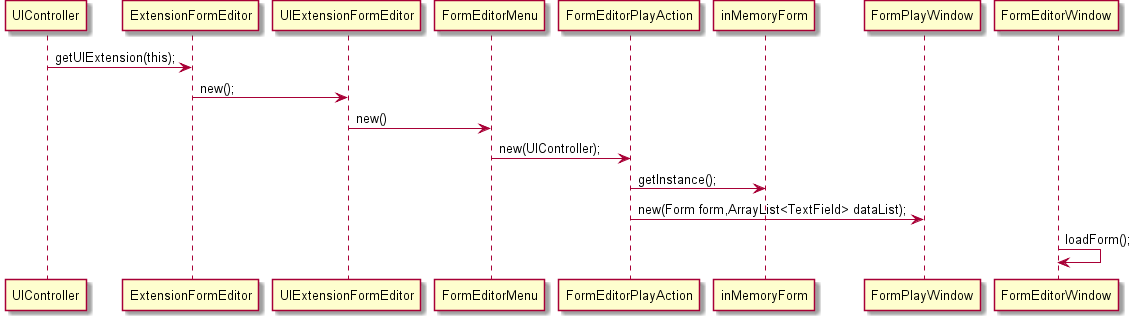 UIController
ExtensionFormEditor
UIExtensionFormEditor
FormEditorMenu
FormEditorPlayAction
inMemoryForm
FormPlayWindow
FormEditorWindow
getUIExtension(this);
new();
new()
new(UIController);
getInstance();
new(Form form,ArrayList<TextField> dataList);
loadForm();
UIController
ExtensionFormEditor
UIExtensionFormEditor
FormEditorMenu
FormEditorPlayAction
inMemoryForm
FormPlayWindow
FormEditorWindow